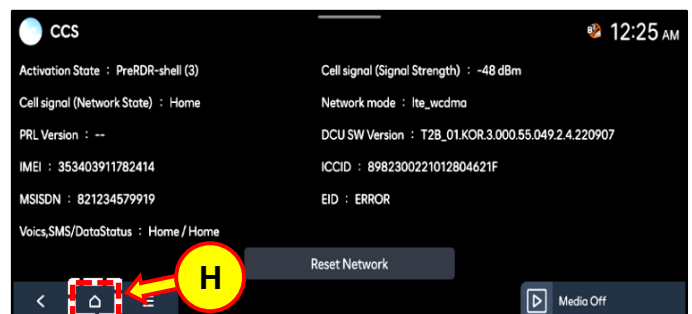 CCS
12:25 AM
Activation State : PreRDR-shell (3)
Cell signal (Signal Strength) : -48 dBm
Cell signal (Network State) : Home
Network mode : lte_wcdma
PRL Version : --
DCU SW Version : T2B_01.KOR.3.000.55.049.2.4.220907
IMEI : 353403911782414
ICCID : 8982300221012804621F
MSISDN : 821234579919
EID : ERROR
Voics,SMS/DataStatus : Home / Home
Reset Network
H
Media Off